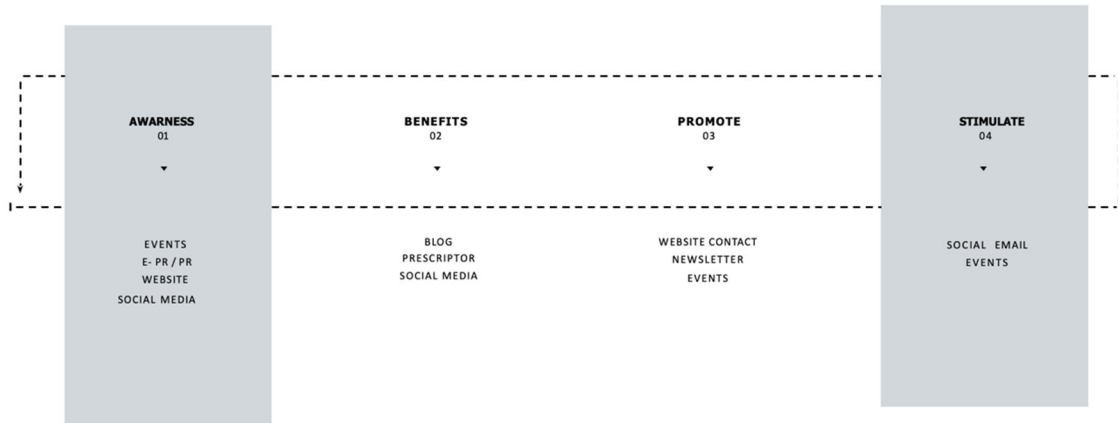 AWARNESS
01
EVENTS
E- PR / PR
WEBSITE
SOCIAL MEDIA
BENEFITS
02
BLOG
PRESCRIPTOR
SOCIAL MEDIA
PROMOTE
03
WEBSITE CONTACT
NEWSLETTER
EVENTS
STIMULATE
04
SOCIAL EMAIL
EVENTS